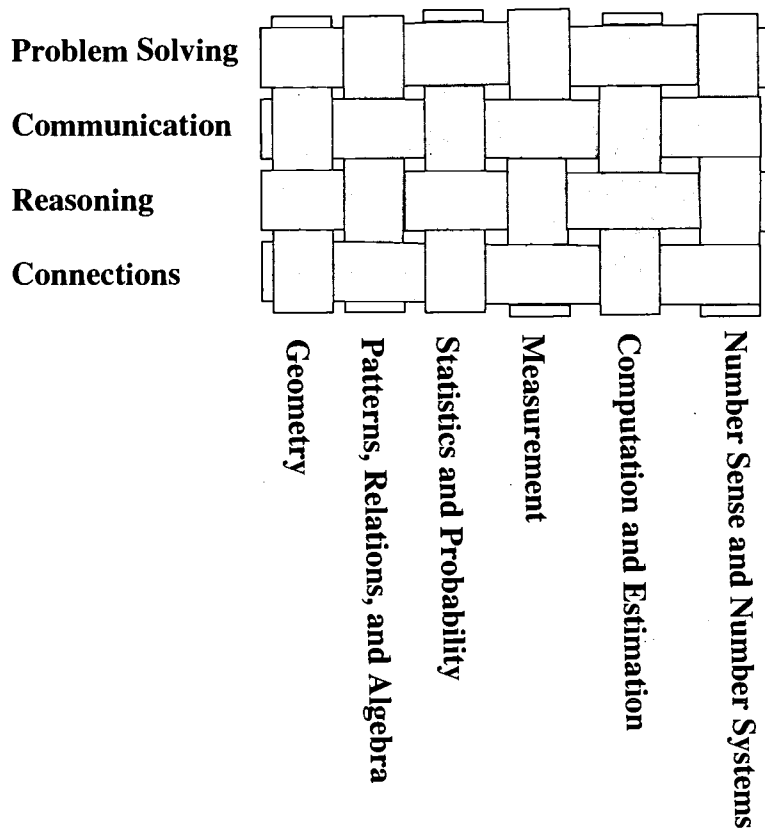 Problem Solving
Communication
Reasoning
Connections
Geometry
Patterns, Relations, and Algebra
Statistics and Probability
Measurement
Computation and Estimation
Number Sense and Number Systems